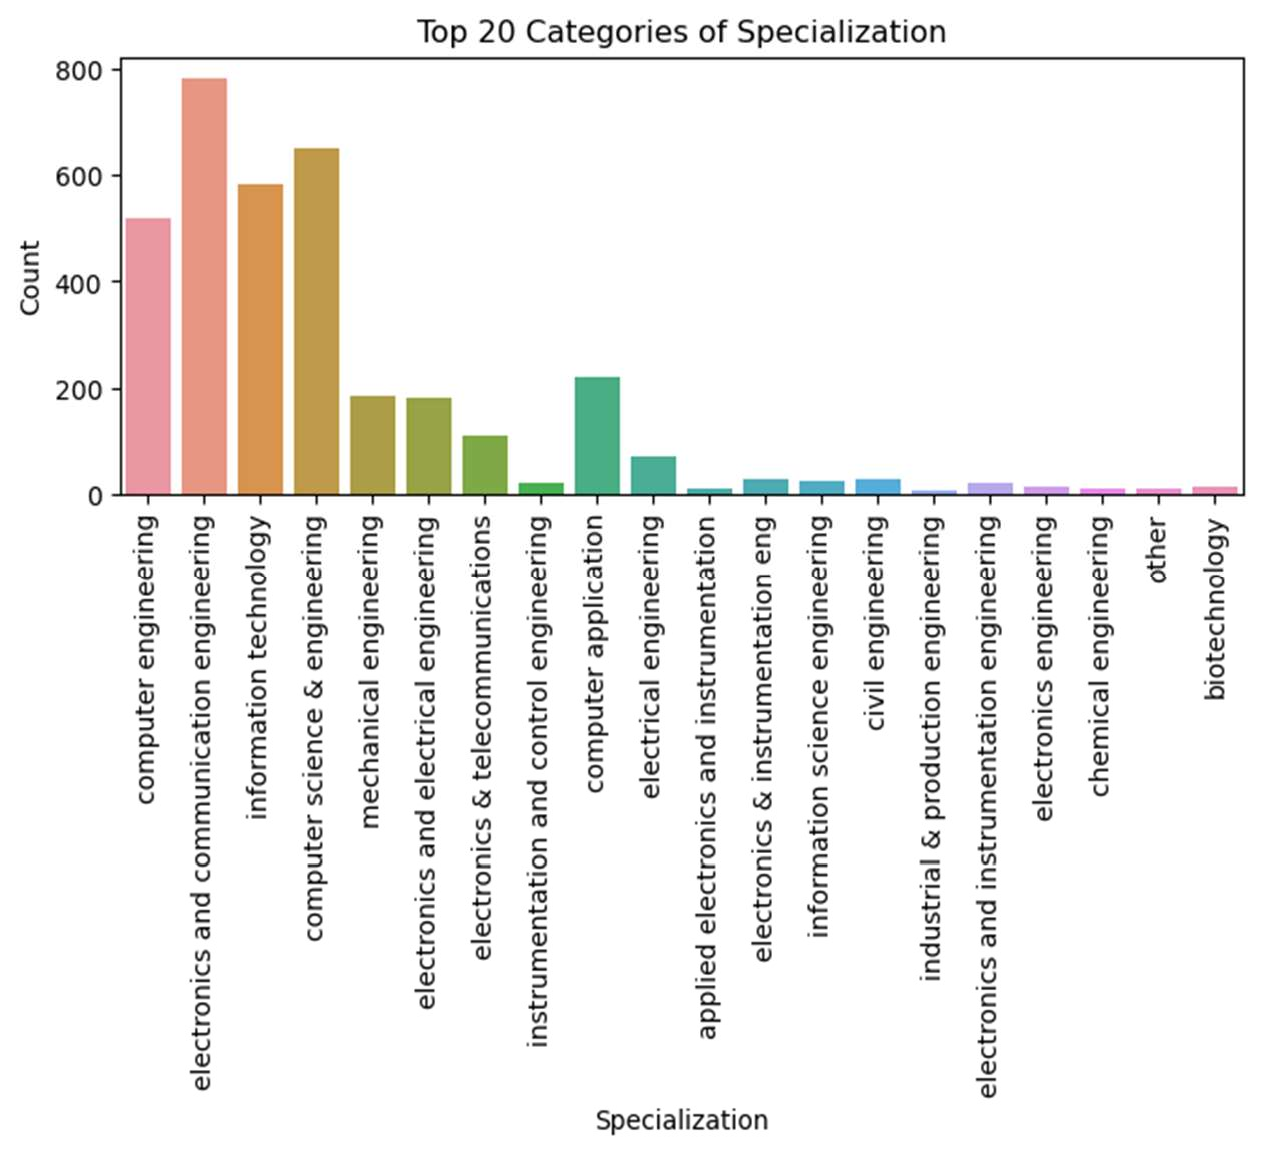 Top 20 Categories of Specialization
800
600
400
200
0
Count
computer engineering
electronics and communication engineering
information technology
computer science & engineering
mechanical engineering
electronics and electrical engineering
electronics & telecommunications
instrumentation and control engineering
computer application
electrical engineering
applied electronics and instrumentation
electronics & instrumentation eng
information science engineering
civil engineering
industrial & production engineering
electronics and instrumentation engineering
electronics engineering
chemical engineering
other
biotechnology
Specialization